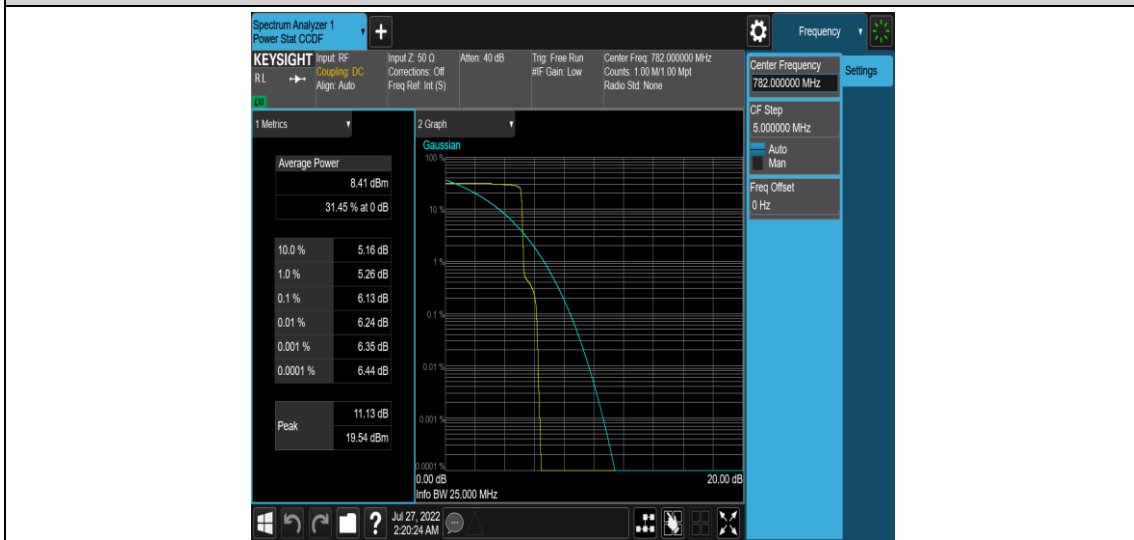 Spectrum Analyzer 1
Power Stat CCDF
+
Frequency
KEYSIGHT
RL
LXI
Input: RF
Coupling: DC
Align: Auto
Input Z: 50 Ω
Corrections: Off
Freq Ref: Int (S)
Atten: 40 dB
Trig: Free Run
#IF Gain: Low
Center Freq: 782.000000 MHz
Counts: 1.00 M/1.00 Mpt
Radio Std: None
Center Frequency
782.000000 MHz
Settings
CF Step
5.000000 MHz
Auto
Man
Freq Offset
0 Hz
1 Metrics
Average Power
8.41 dBm
31.45 % at 0 dB
10.0 % 5.16 dB
1.0 % 5.26 dB
0.1 % 6.13 dB
0.01 % 6.24 dB
0.001 % 6.35 dB
0.0001 % 6.44 dB
Peak
11.13 dB
19.54 dBm
2 Graph
Gaussian
100 %
10 %
1 %
0.1 %
0.01 %
0.001 %
0.0001 %
0.00 dB
20.00 dB
Info BW 25.000 MHz
?
Jul 27, 2022
2:20:24 AM